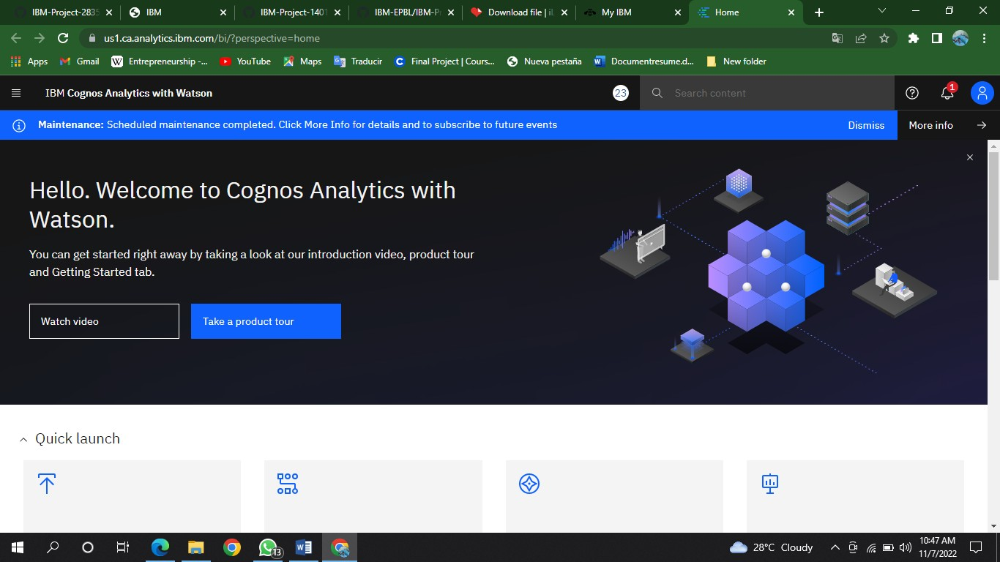 IBM-Project-2835
IBM
IBM-Project-1401
IBM-EPBL/IBM-P
Download file | iL
My IBM
Home
us1.ca.analytics.ibm.com/bi/?perspective=home
Apps
Gmail
Entrepreneurship -...
YouTube
Maps
Traducir
Final Project | Cours...
Nueva pestaña
Documentresume.d...
New folder
IBM Cognos Analytics with Watson
23
Search content
1
Maintenance: Scheduled maintenance completed. Click More Info for details and to subscribe to future events
Dismiss
More info
Hello. Welcome to Cognos Analytics with
Watson.
You can get started right away by taking a look at our introduction video, product tour
and Getting Started tab.
Watch video
Take a product tour
Quick launch
13
28°C Cloudy
10:47 AM
11/7/2022